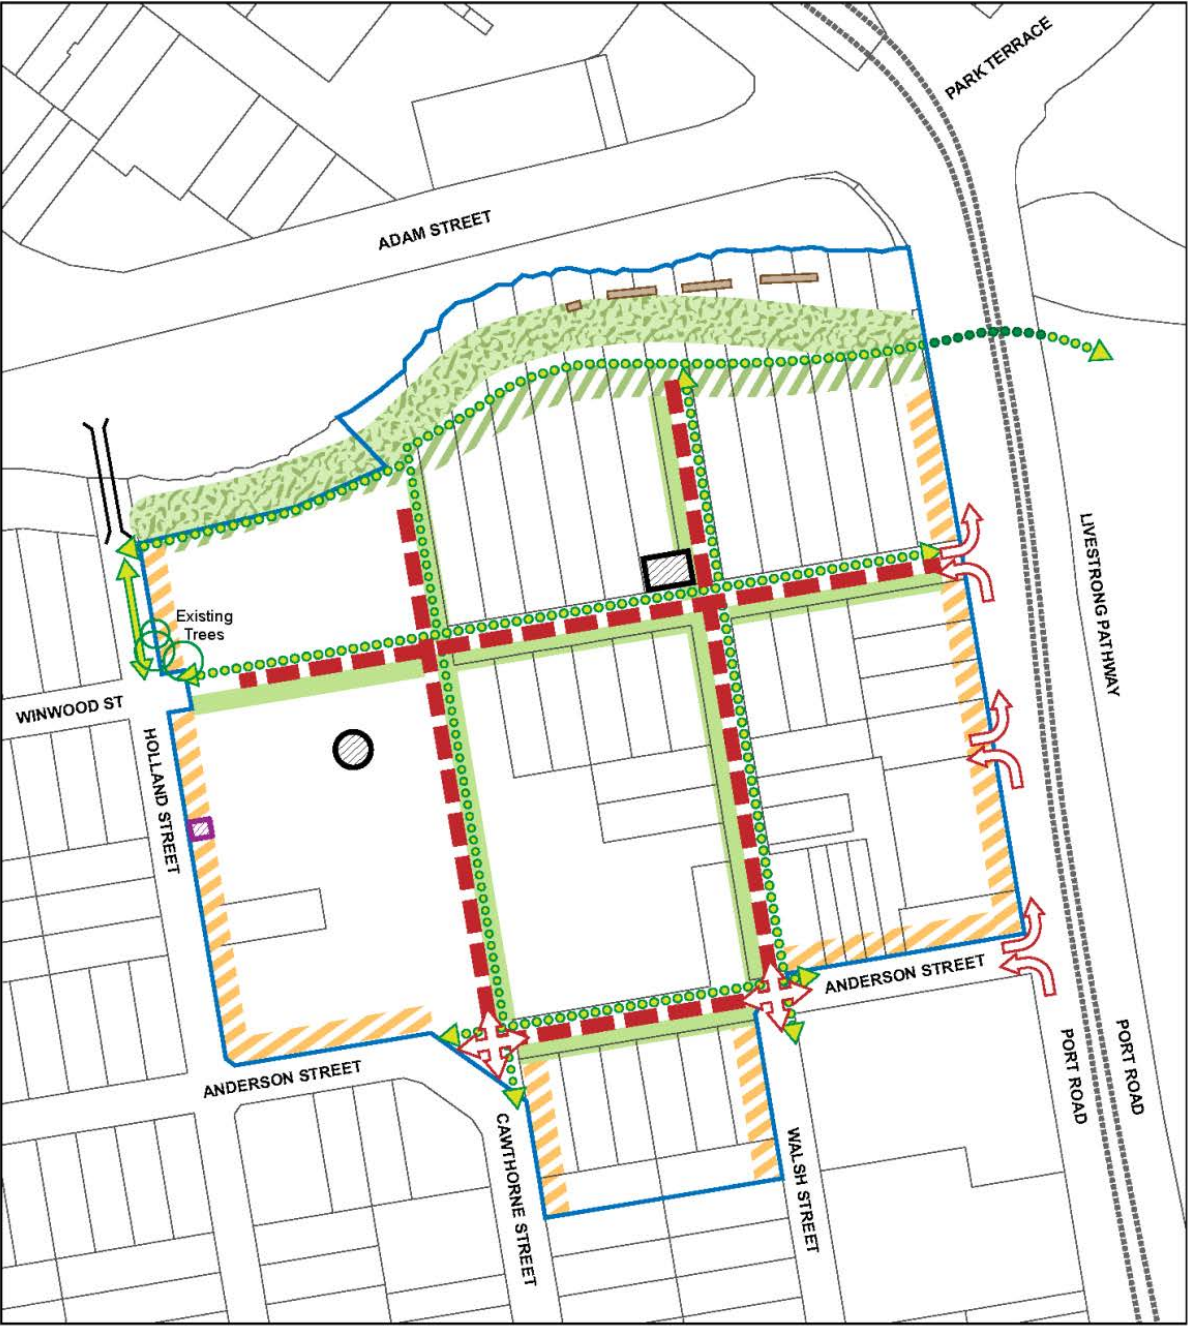 PARK TERRACE
ADAM STREET
LIVESTRONG PATHWAY
Existing
Trees
WINWOOD ST
HOLLAND STREET
ANDERSON STREET
ANDERSON STREET
PORT ROAD
PORT ROAD
CAWTHORNE STREET
WALSH STREET